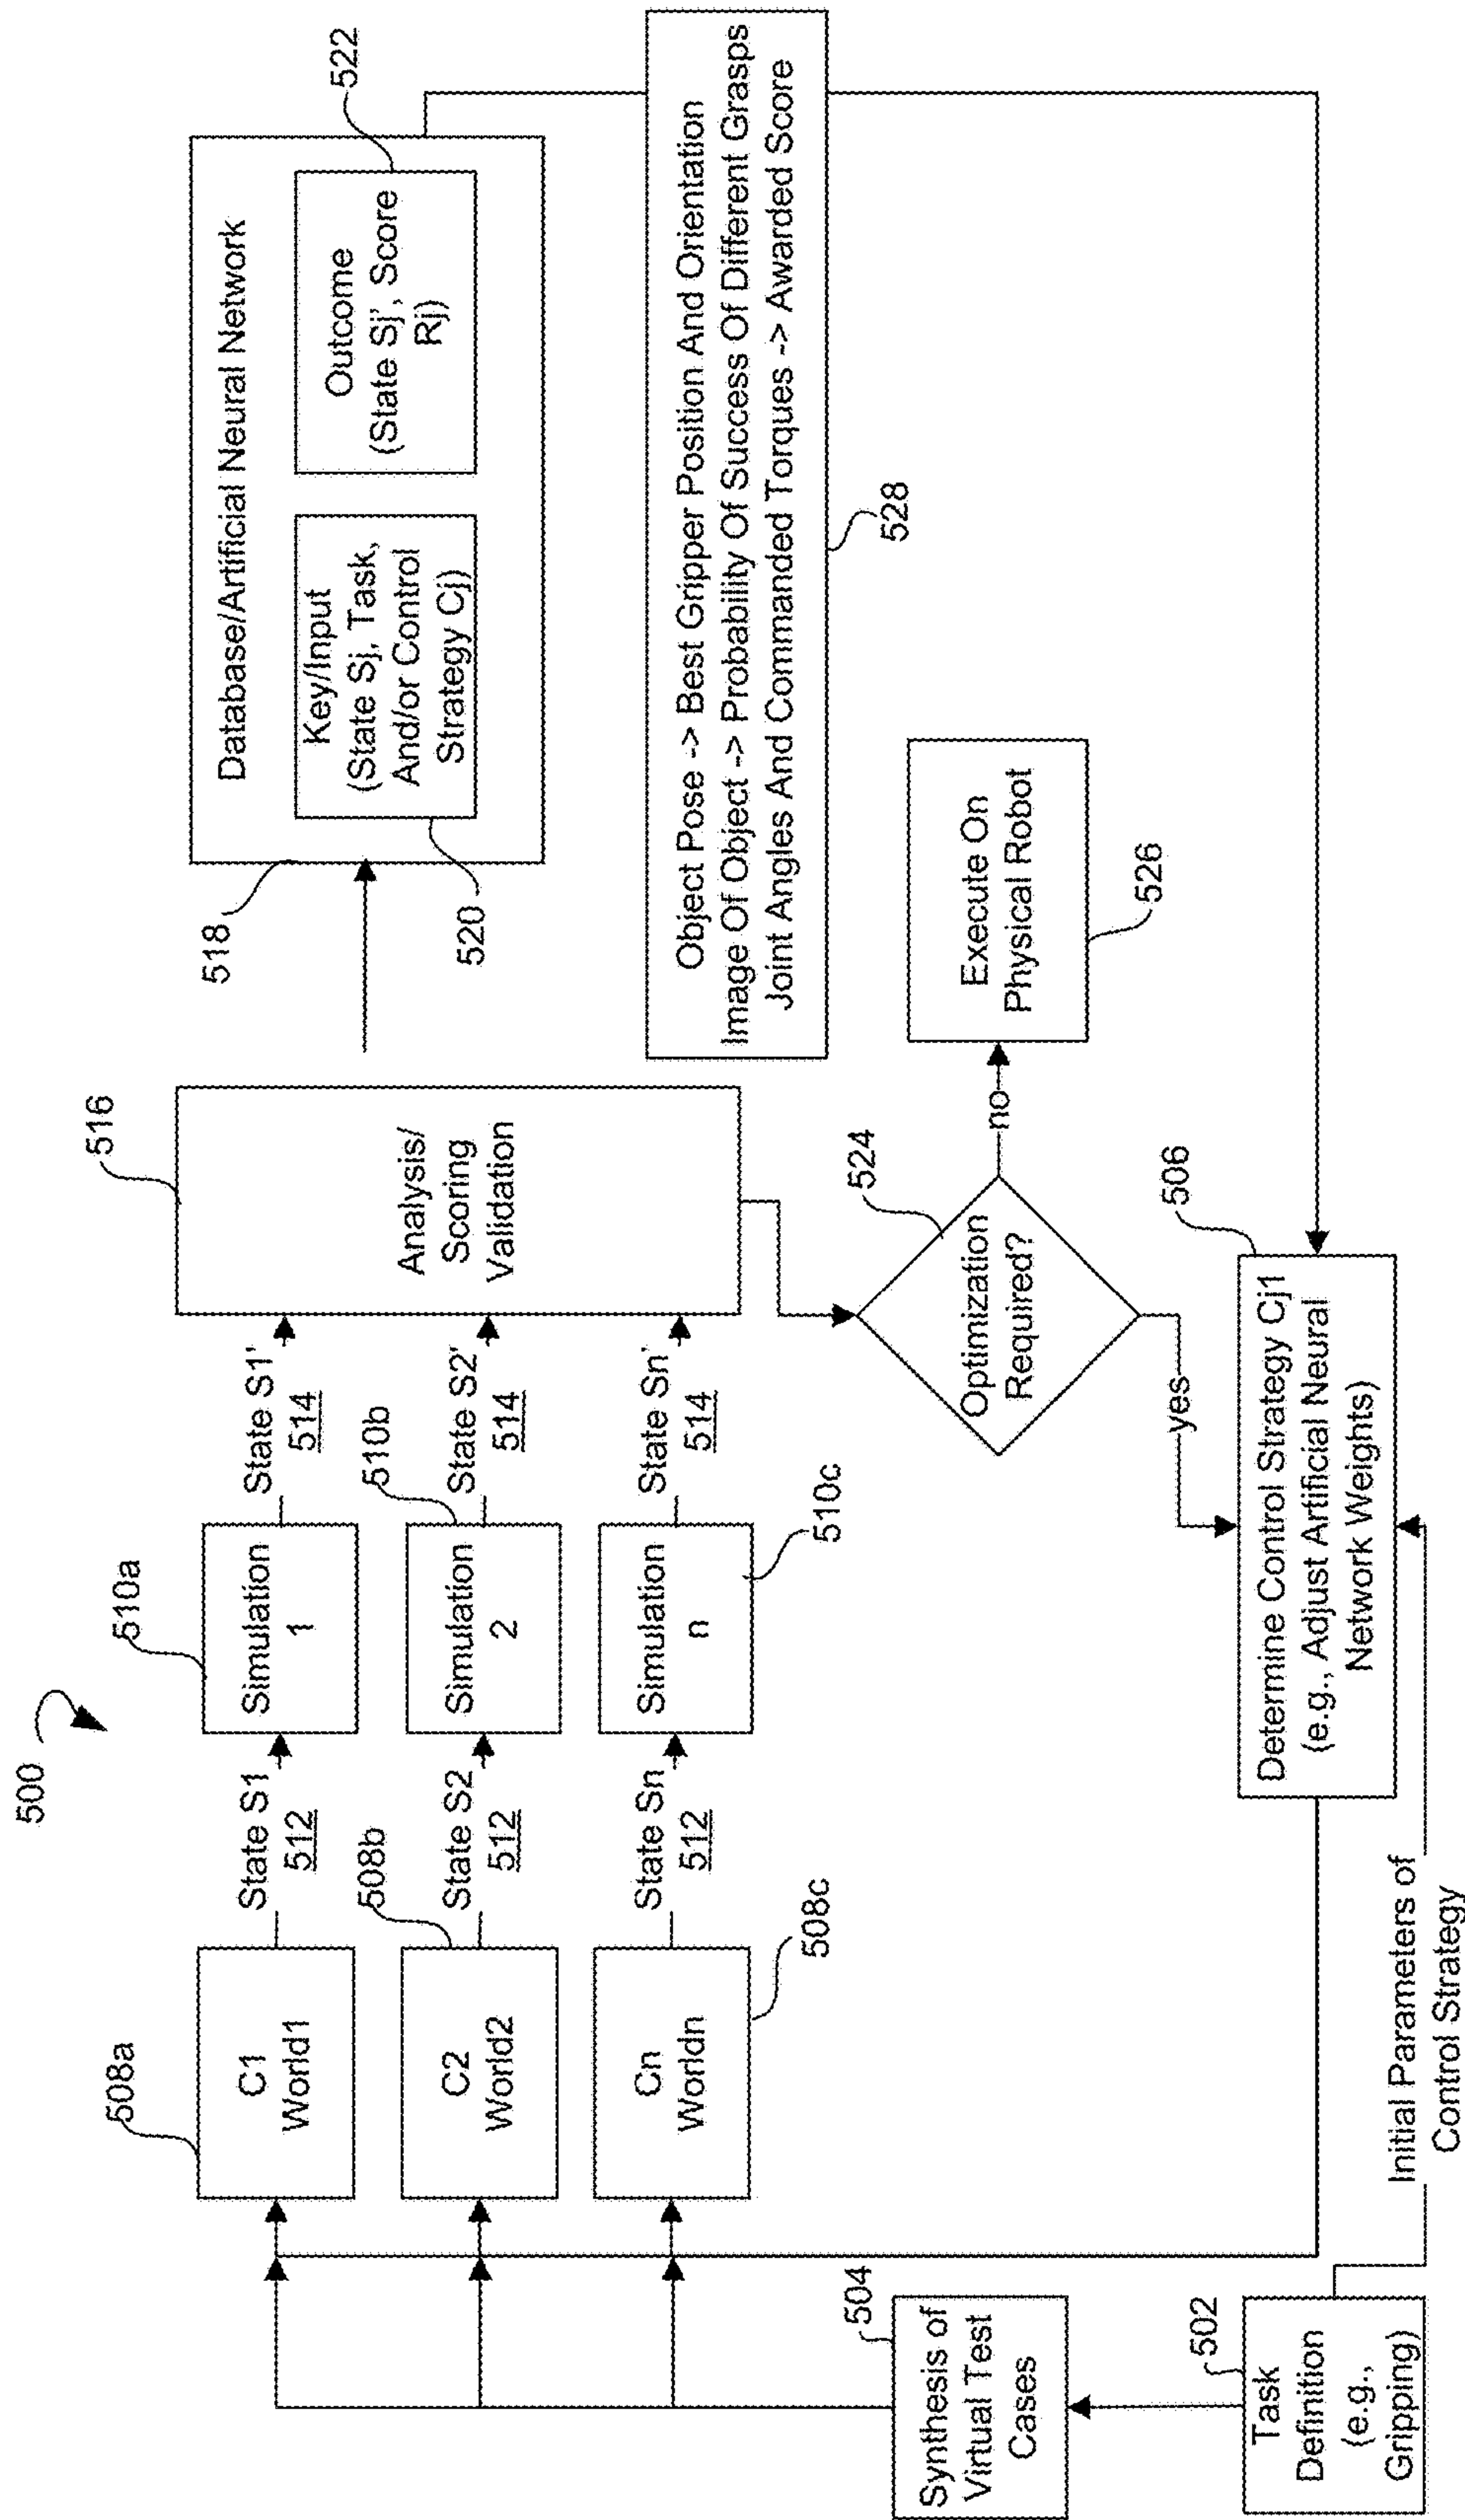 500
508a
C1
World1
State S1
512
510a
Simulation
1
State S1'
514
508b
C2
World2
State S2
512
510b
Simulation
2
State S2'
514
508c
Cn
Worldn
State Sn
512
510c
Simulation
n
State Sn'
514
516
Analysis/
Scoring
Validation
518
Database/Artificial Neural Network
Key/Input
(State Sj, Task,
And/or Control
Strategy Cj)
520
Outcome
(State Sj', Score
Rj)
522
Object Pose -> Best Gripper Position And Orientation
Image Of Object -> Probability Of Success Of Different Grasps
Joint Angles And Commanded Torques -> Awarded Score
528
504
Synthesis of
Virtual Test
Cases
502
Task
Definition
(e.g.,
Gripping)
524
Optimization
Required?
no
Execute On
Physical Robot
526
yes
506
Determine Control Strategy Cj1
(e.g., Adjust Artificial Neural
Network Weights)
Initial Parameters of
Control Strategy